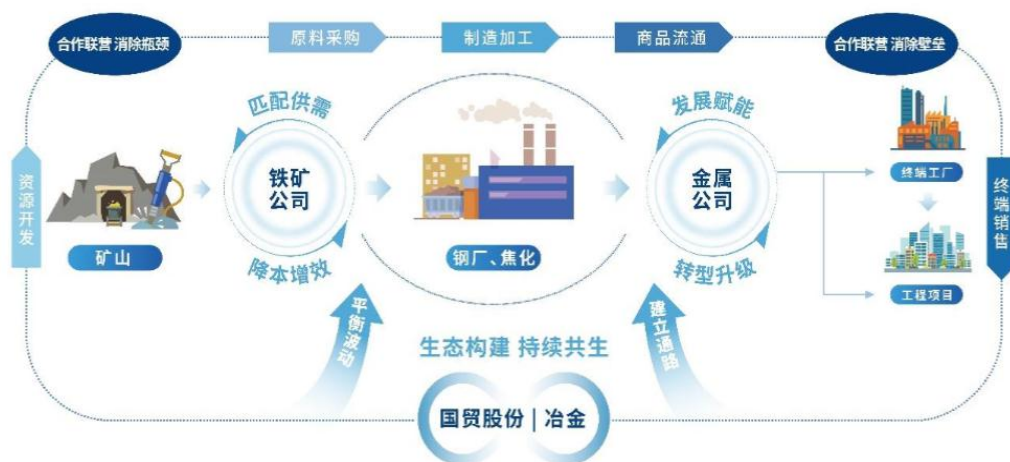 合作联营 消除瓶颈
原料采购
制造加工
商品流通
合作联营 消除壁垒
资源开发
矿山
匹配供需
铁矿
公司
降本增效
钢厂、焦化
发展赋能
金属
公司
转型升级
终端工厂
工程项目
终端销售
平衡波动
建立通路
生态构建 持续共生
国贸股份 | 冶金